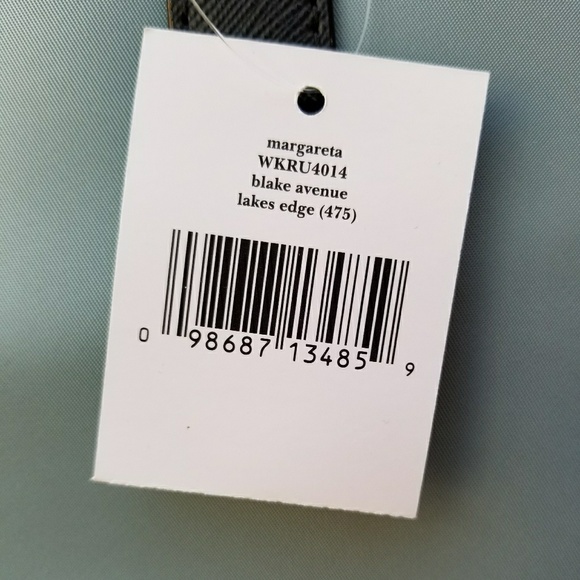 margareta
WKRU4014
blake avenue
lakes edge (475)
0 98687 13485 9